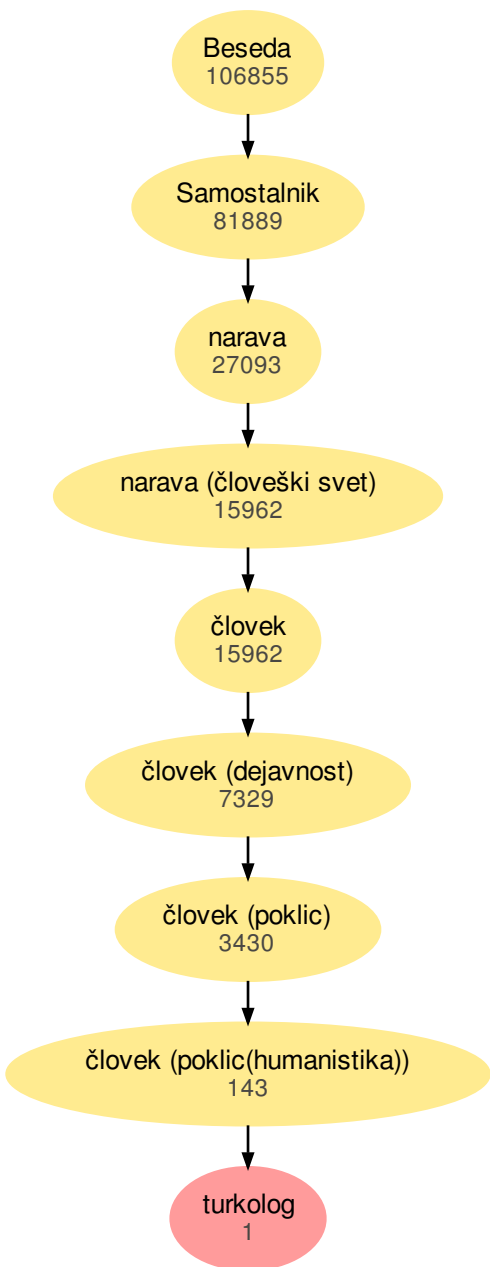 Beseda
106855
Samostalnik
81889
narava
27093
narava (človeški svet)
15962
človek
15962
človek (dejavnost)
7329
človek (poklic)
3430
človek (poklic(humanistika))
143
turkolog
1